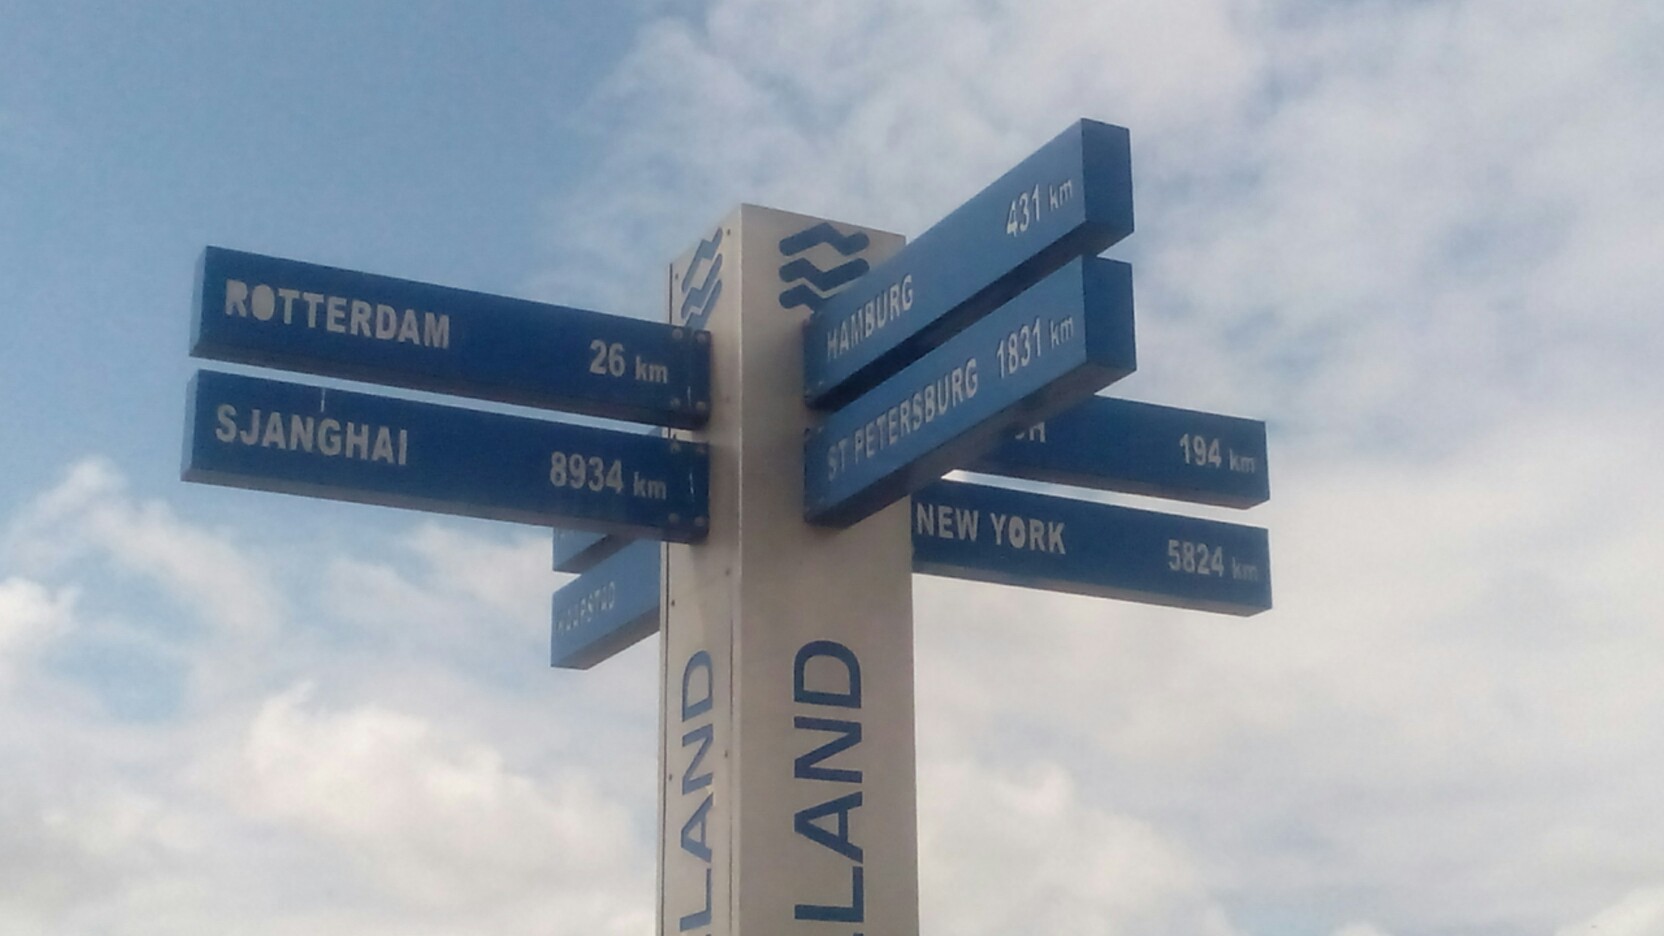 ROTTERDAM 26 km
SJANGHAI 8934 km
HAMBURG 431 km
ST PETERSBURG 1831 km
194 km
NEW YORK 5824 km
LAND
LAND